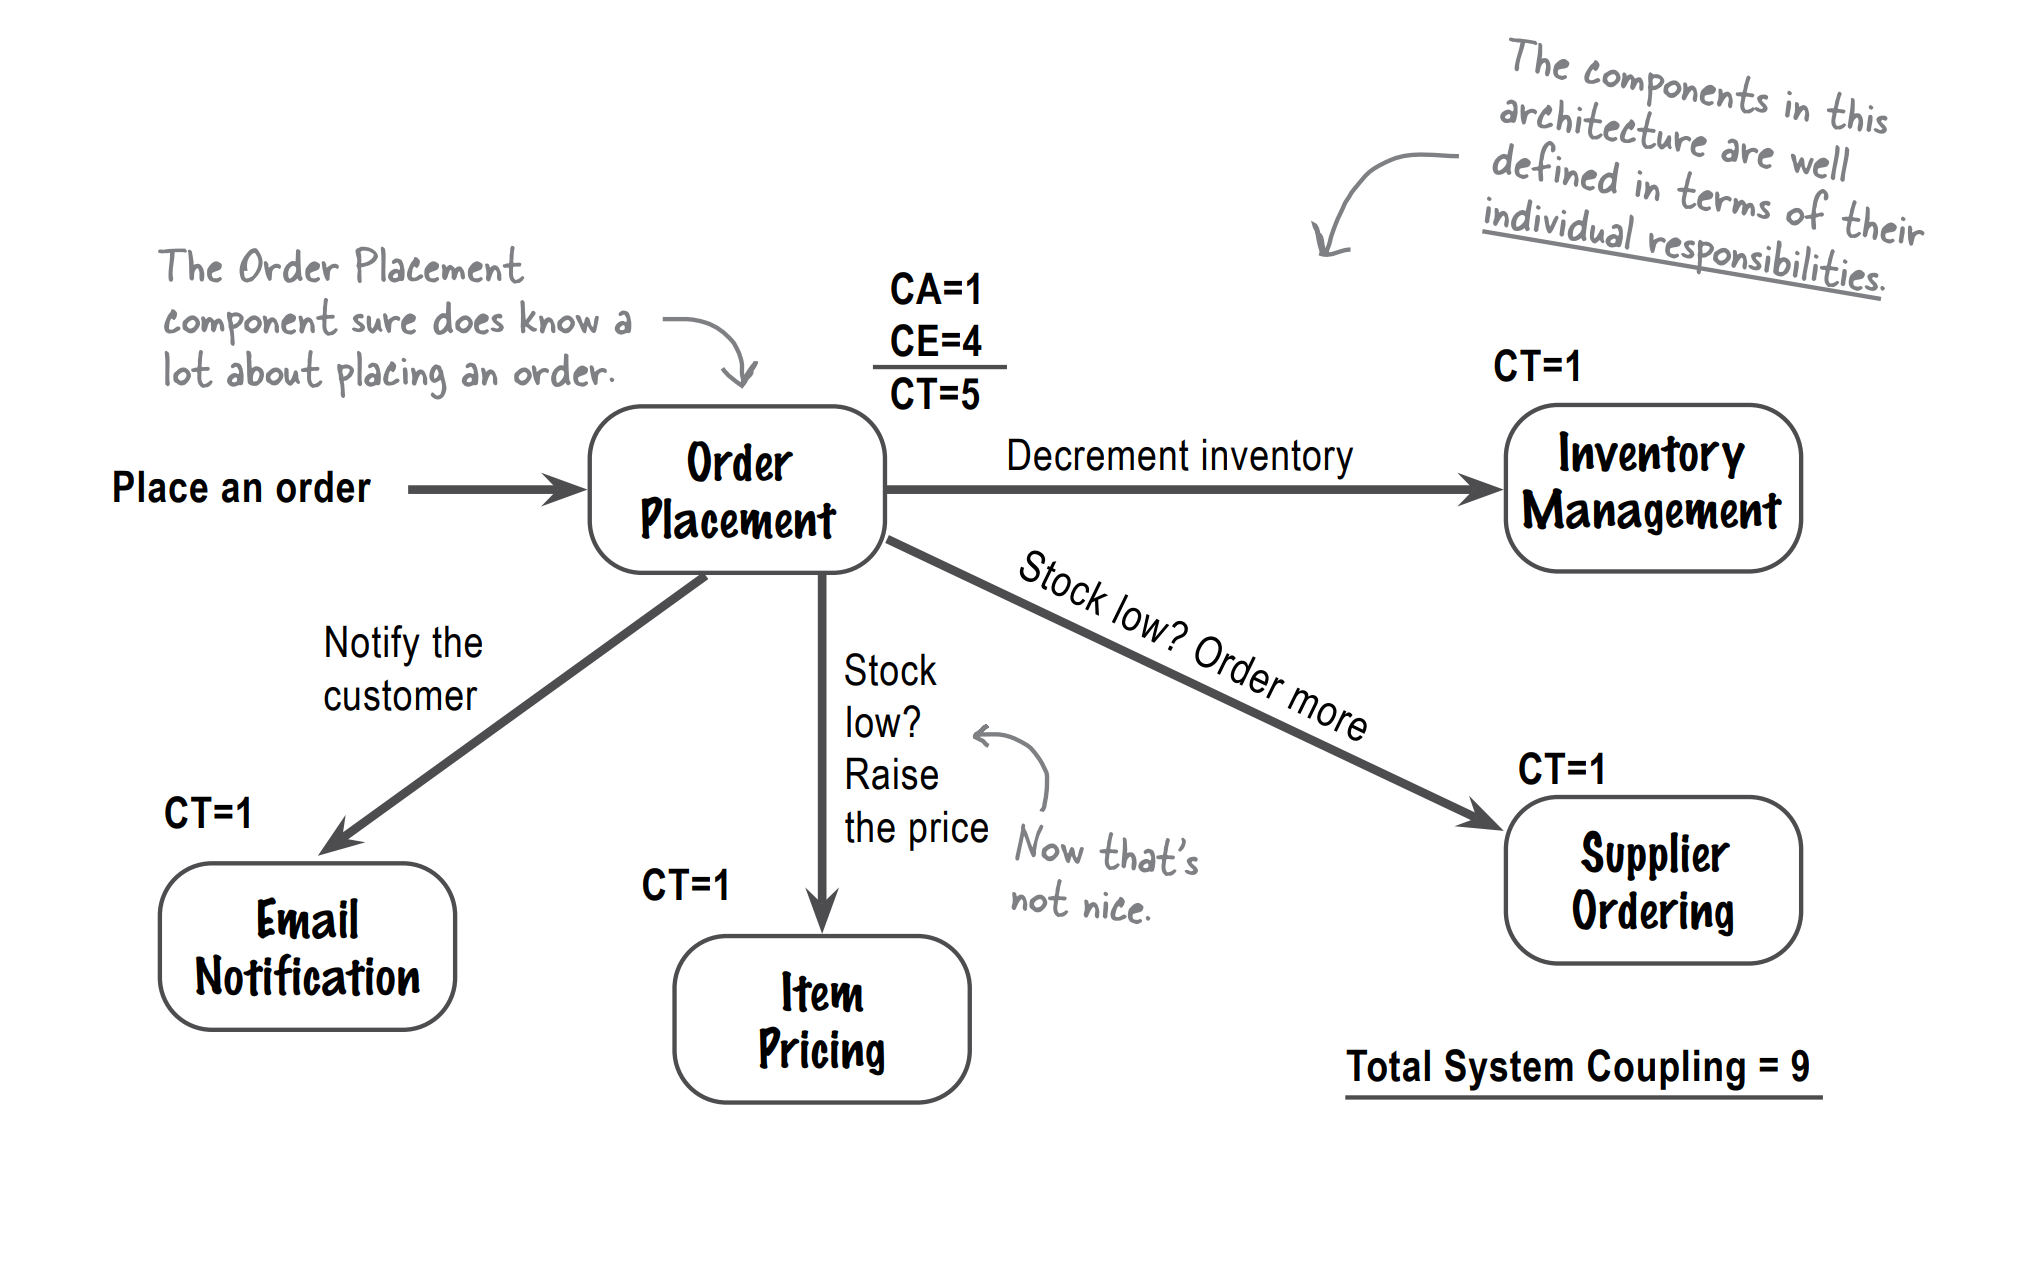 The components in this
architecture are well
defined in terms of their
individual responsibilities.
The Order Placement
component sure does know a
lot about placing an order.
CA=1
CE=4
CT=5
CT=1
Place an order
Order
Placement
Decrement inventory
Inventory
Management
Stock low? Order more
Notify the
customer
Stock
low?
Raise
the price
Now that's
not nice.
CT=1
Email
Notification
CT=1
Item
Pricing
CT=1
Supplier
Ordering
Total System Coupling = 9